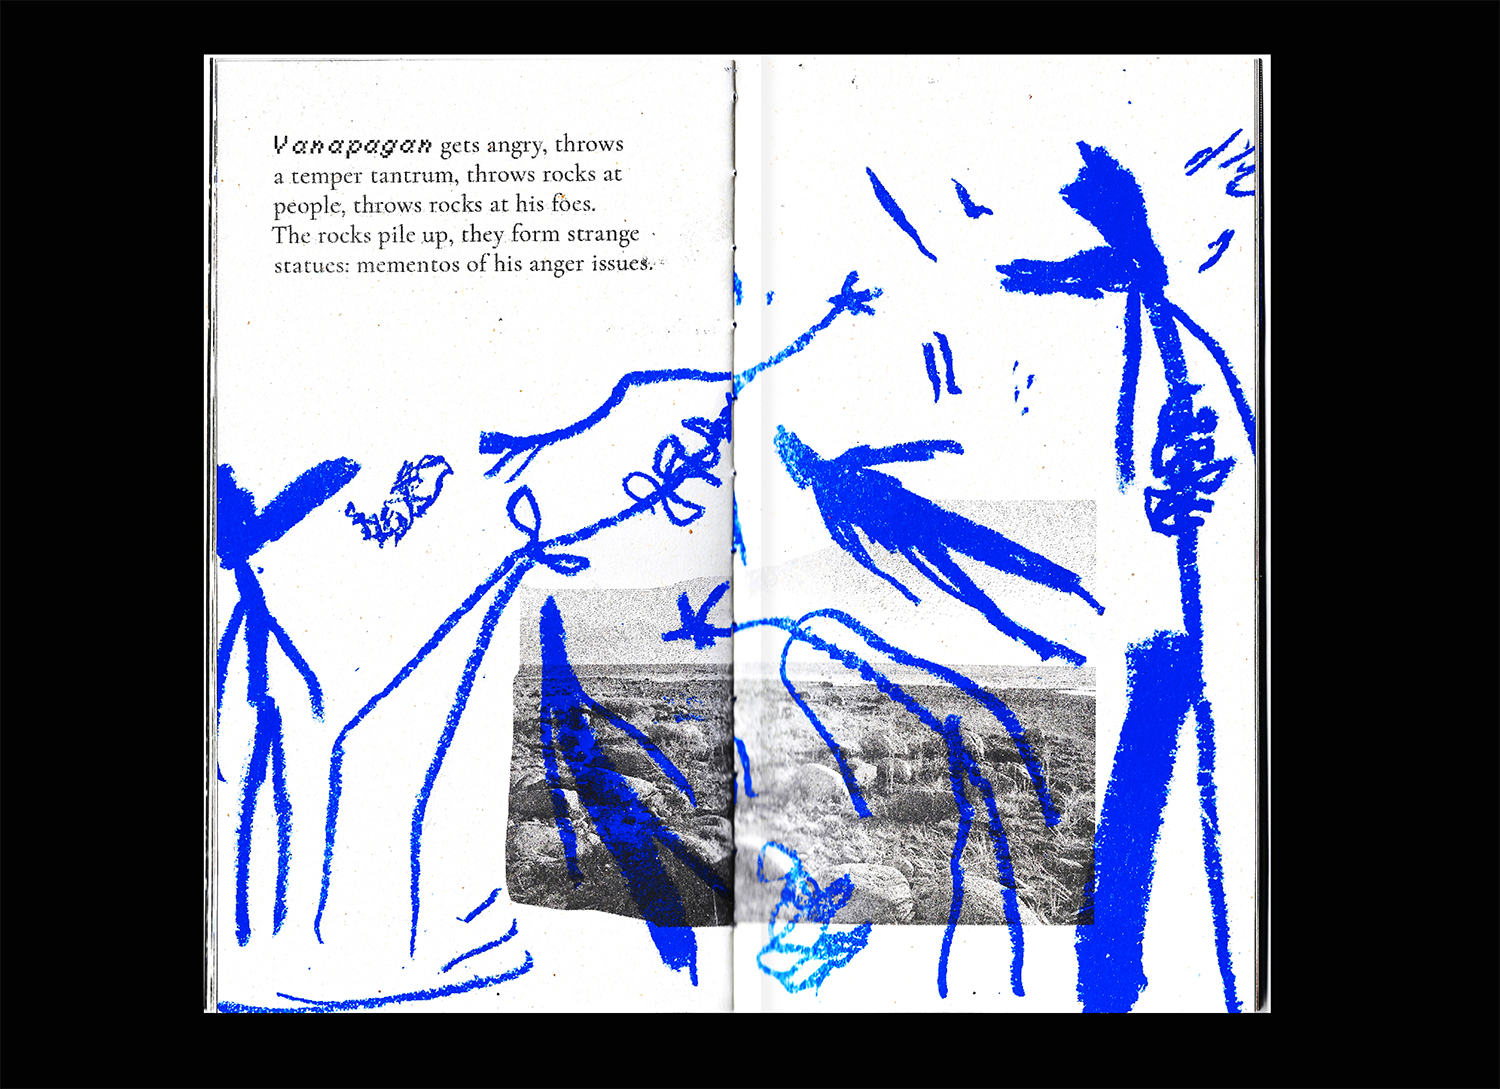 Vanapagan gets angry, throws
a temper tantrum, throws rocks at
people, throws rocks at his foes.
The rocks pile up, they form strange
statues: mementos of his anger issues.